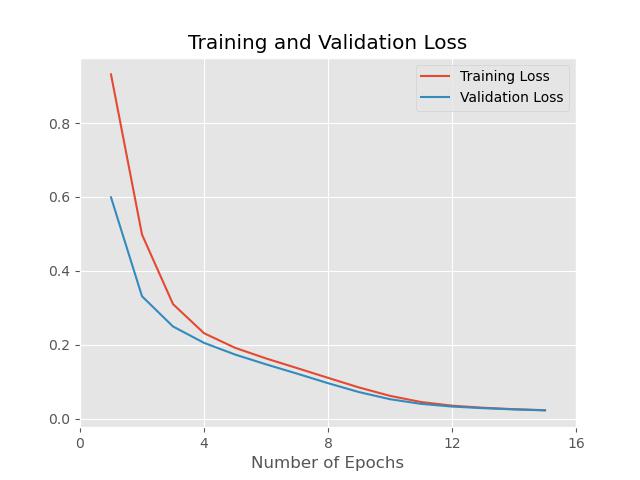 Training and Validation Loss
Training Loss
Validation Loss
0.8
0.6
0.4
0.2
0.0
0 4 8 12 16
Number of Epochs